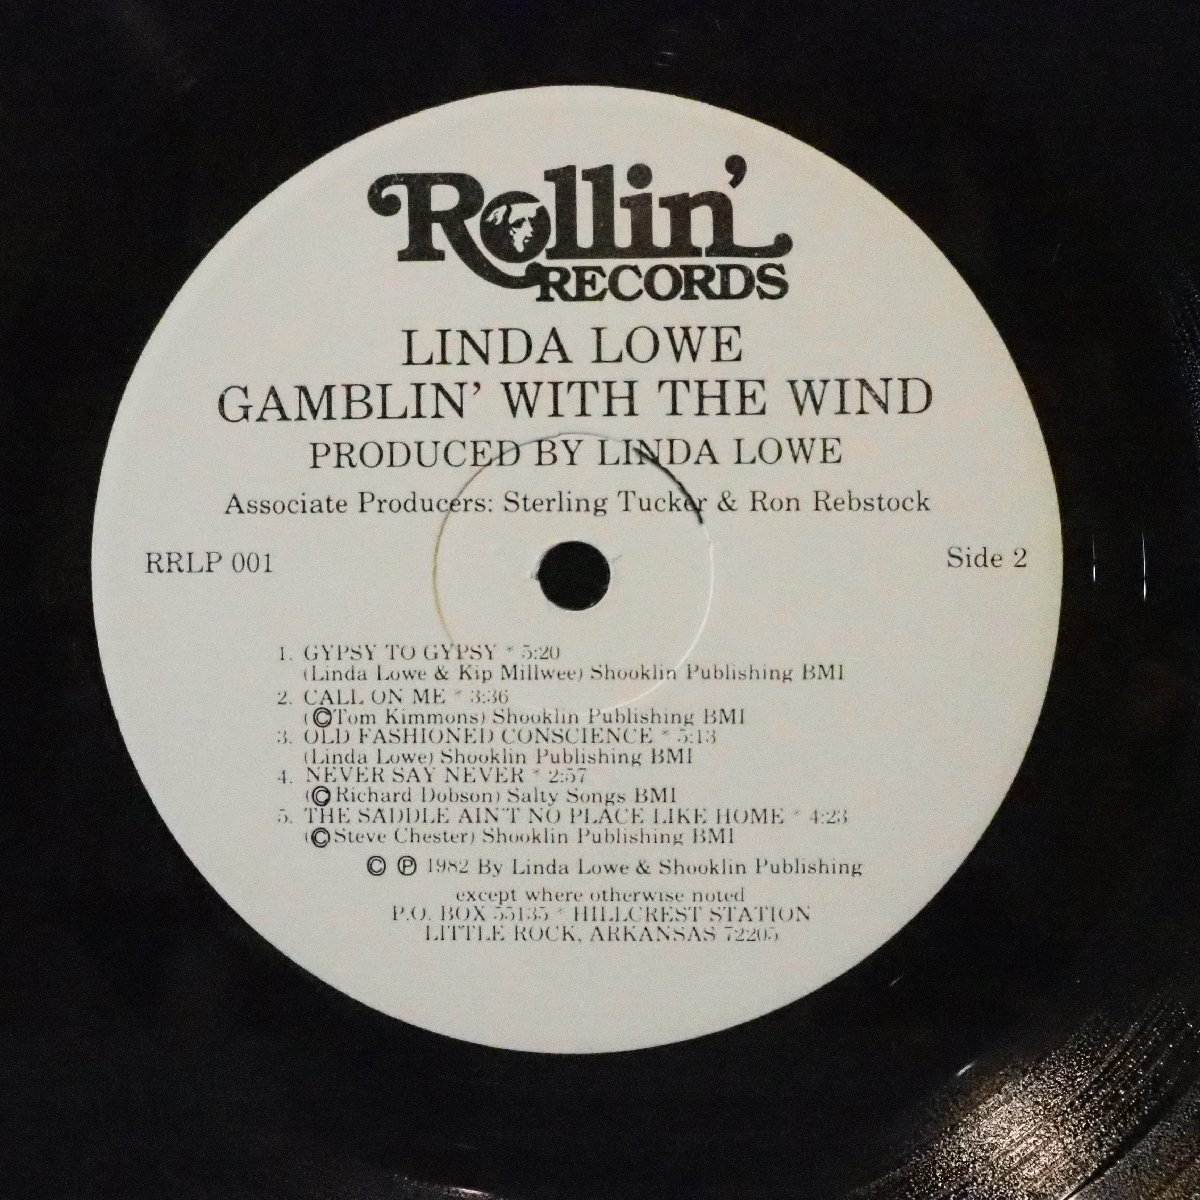 Rollin'
RECORDS
LINDA LOWE
GAMBLIN' WITH THE WIND
PRODUCED BY LINDA LOWE
Associate Producers: Sterling Tucker & Ron Rebstock
RRLP 001
Side 2
1. GYPSY TO GYPSY * 5:20
(Linda Lowe & Kip Millwee) Shooklin Publishing BMI
2. CALL ON ME * 3:36
(©Tom Kimmons) Shooklin Publishing BMI
3. OLD FASHIONED CONSCIENCE * 5:13
(Linda Lowe) Shooklin Publishing BMI
4. NEVER SAY NEVER * 2:57
(©Richard Dobson) Salty Songs BMI
5. THE SADDLE AIN'T NO PLACE LIKE HOME * 4:23
(©Steve Chester) Shooklin Publishing BMI
© ℗ 1982 By Linda Lowe & Shooklin Publishing
except where otherwise noted
P.O. BOX 55135 * HILLCREST STATION
LITTLE ROCK, ARKANSAS 72205